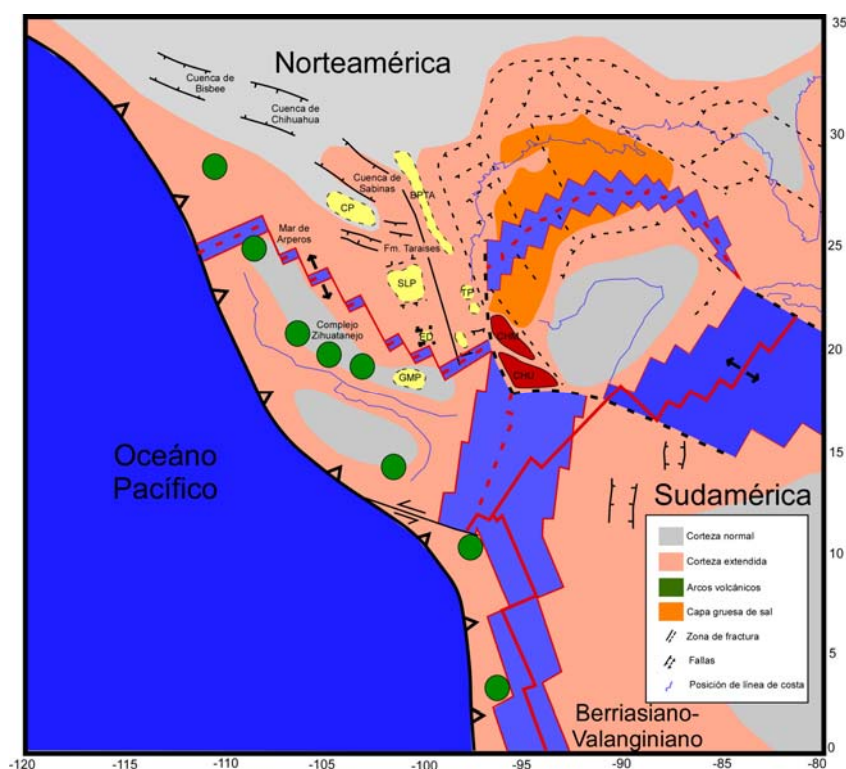 Norteamérica
Cuenca de
Bisbee
Cuenca de
Chihuahua
Cuenca de
Sabinas
BPTA
CP
Mar de
Arperos
Fm. Taraises
SLP
TP
ED
CHM
CHU
Complejo
Zihuatanejo
GMP
Oceáno
Pacífico
Sudamérica
Corteza normal
Corteza extendida
Arcos volcánicos
Capa gruesa de sal
Zona de fractura
Fallas
Posición de línea de costa
Berriasiano-
Valanginiano
35
30
25
20
15
10
5
0
-120 -115 -110 -105 -100 -95 -90 -85 -80